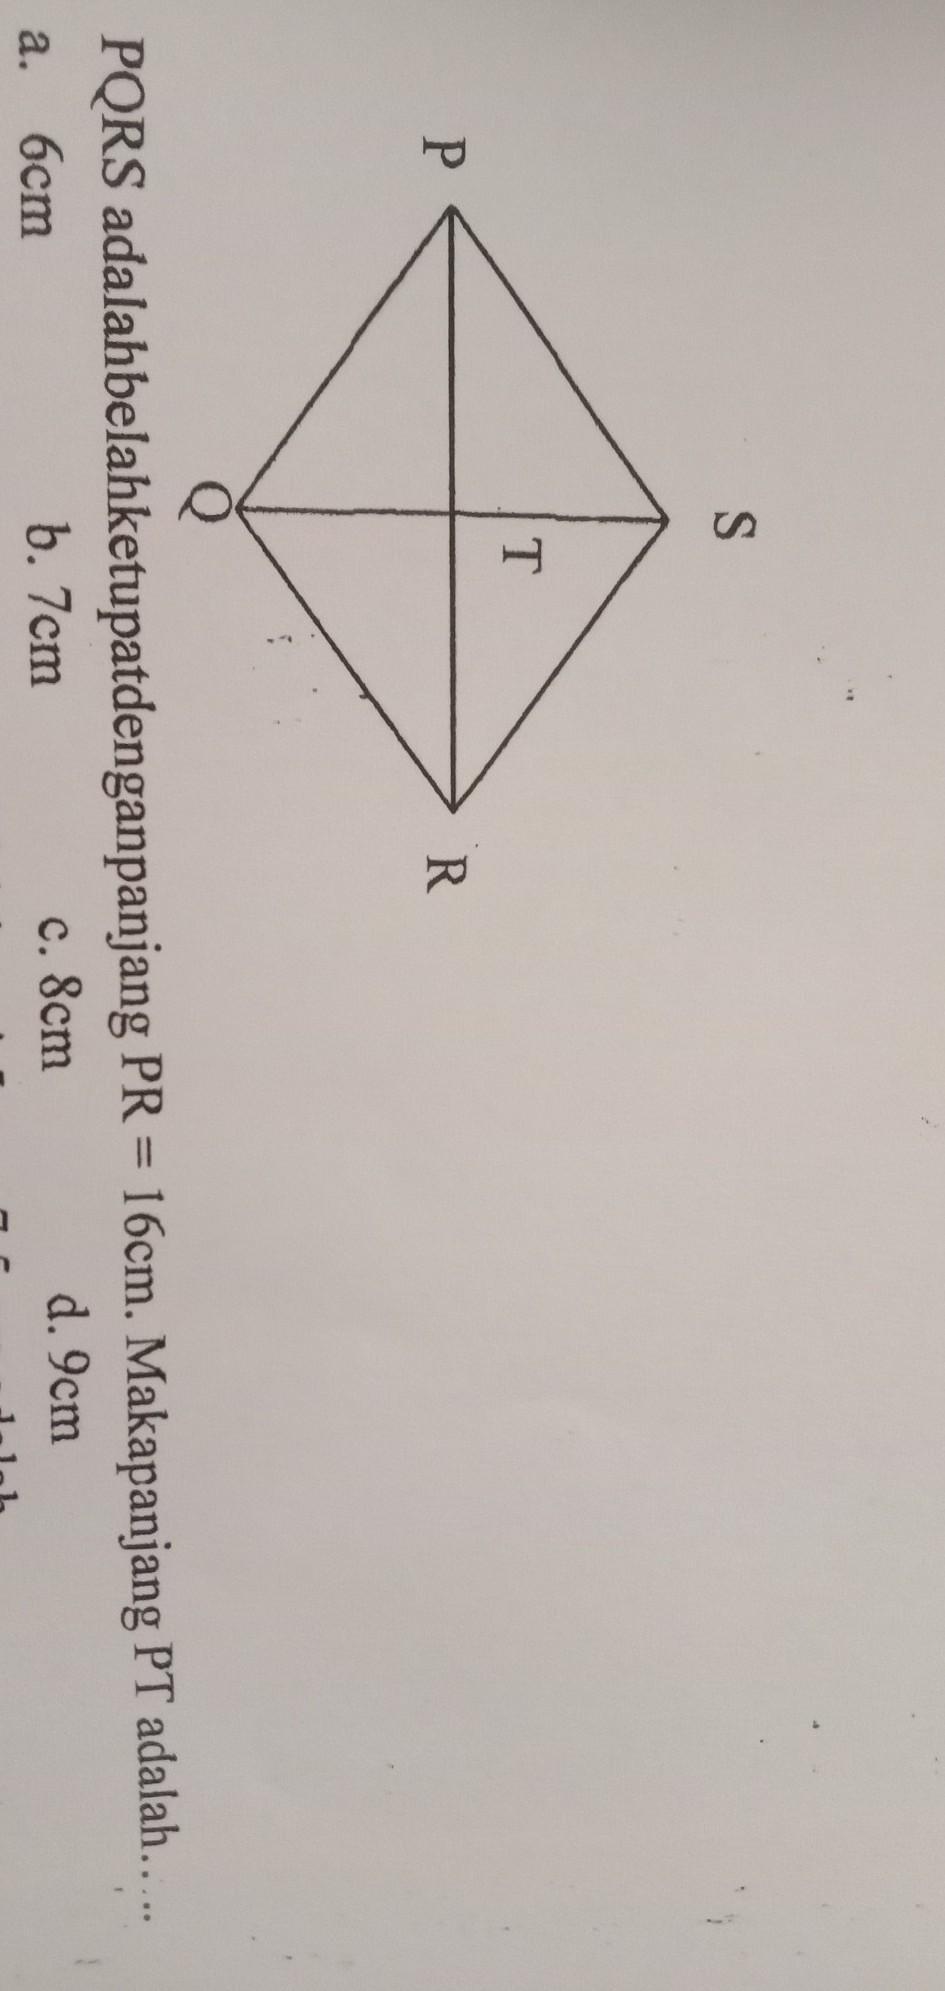 S
P
T
R
Q
PQRS adalahbelahketupatdenganpanjang PR = 16cm. Makapanjang PT adalah.....
a. 6cm b. 7cm c. 8cm d. 9cm